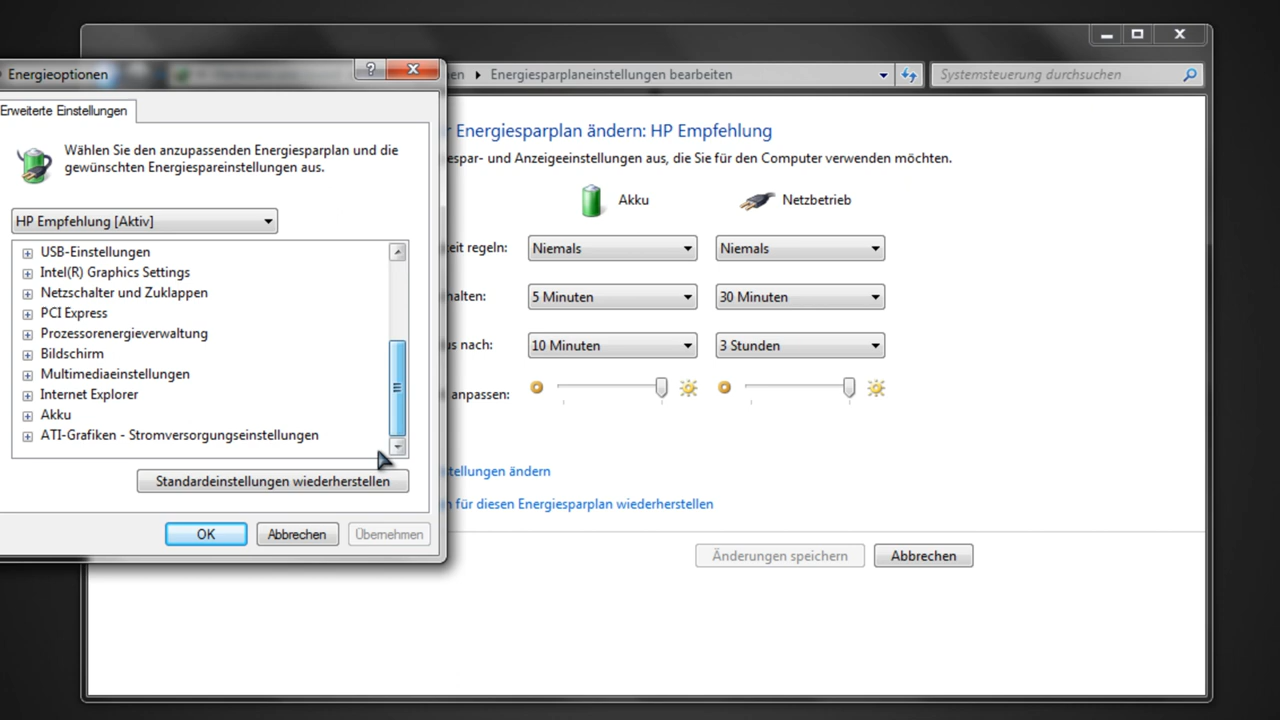 Energieoptionen
Erweiterte Einstellungen
Wählen Sie den anzupassenden Energiesparplan und die
gewünschten Energiespareinstellungen aus.
HP Empfehlung [Aktiv]
USB-Einstellungen
Intel(R) Graphics Settings
Netzschalter und Zuklappen
PCI Express
Prozessorenergieverwaltung
Bildschirm
Multimediaeinstellungen
Internet Explorer
Akku
ATI-Grafiken - Stromversorgungseinstellungen
Standardeinstellungen wiederherstellen
OK Abbrechen Übernehmen
en Energiesparplaneinstellungen bearbeiten
Systemsteuerung durchsuchen
r Energiesparplan ändern: HP Empfehlung
espar- und Anzeigeeinstellungen aus, die Sie für den Computer verwenden möchten.
Akku Netzbetrieb
eit regeln: Niemals Niemals
halten: 5 Minuten 30 Minuten
us nach: 10 Minuten 3 Stunden
anpassen:
tellungen ändern
n für diesen Energiesparplan wiederherstellen
Änderungen speichern Abbrechen